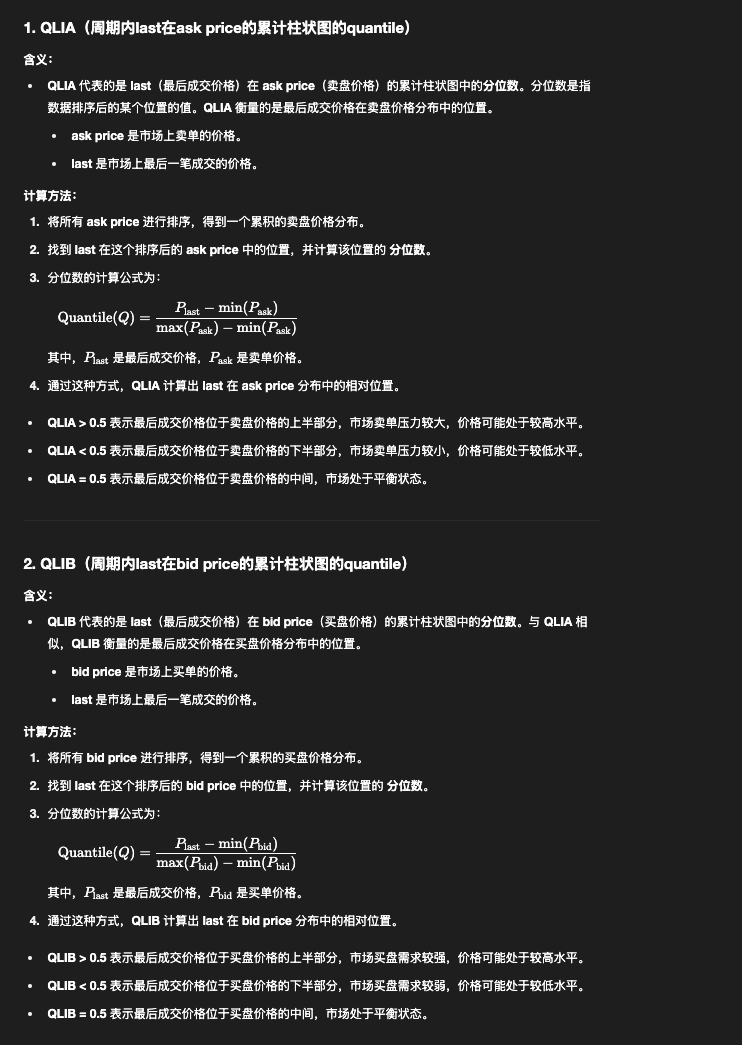 1. QLIA（周期内last在ask price的累计柱状图的quantile）
含义：
• QLIA 代表的是 last（最后成交价格）在 ask price（卖盘价格）的累计柱状图中的分位数。分位数是指
数据排序后的某个位置的值。QLIA 衡量的是最后成交价格在卖盘价格分布中的位置。
• ask price 是市场上卖单的价格。
• last 是市场上最后一笔成交的价格。
计算方法：
1. 将所有 ask price 进行排序，得到一个累积的卖盘价格分布。
2. 找到 last 在这个排序后的 ask price 中的位置，并计算该位置的 分位数。
3. 分位数的计算公式为：
Quantile(Q) = \frac{P_{last} − min(P_{ask})}{max(P_{ask}) − min(P_{ask})}
其中，P_{last} 是最后成交价格，P_{ask} 是卖单价格。
4. 通过这种方式，QLIA 计算出 last 在 ask price 分布中的相对位置。
• QLIA > 0.5 表示最后成交价格位于卖盘价格的上半部分，市场卖单压力较大，价格可能处于较高水平。
• QLIA < 0.5 表示最后成交价格位于卖盘价格的下半部分，市场卖单压力较小，价格可能处于较低水平。
• QLIA = 0.5 表示最后成交价格位于卖盘价格的中间，市场处于平衡状态。
2. QLIB（周期内last在bid price的累计柱状图的quantile）
含义：
• QLIB 代表的是 last（最后成交价格）在 bid price（买盘价格）的累计柱状图中的分位数。与 QLIA 相
似，QLIB 衡量的是最后成交价格在买盘价格分布中的位置。
• bid price 是市场上买单的价格。
• last 是市场上最后一笔成交的价格。
计算方法：
1. 将所有 bid price 进行排序，得到一个累积的买盘价格分布。
2. 找到 last 在这个排序后的 bid price 中的位置，并计算该位置的 分位数。
3. 分位数的计算公式为：
Quantile(Q) = \frac{P_{last} − min(P_{bid})}{max(P_{bid}) − min(P_{bid})}
其中，P_{last} 是最后成交价格，P_{bid} 是买单价格。
4. 通过这种方式，QLIB 计算出 last 在 bid price 分布中的相对位置。
• QLIB > 0.5 表示最后成交价格位于买盘价格的上半部分，市场买盘需求较强，价格可能处于较高水平。
• QLIB < 0.5 表示最后成交价格位于买盘价格的下半部分，市场买盘需求较弱，价格可能处于较低水平。
• QLIB = 0.5 表示最后成交价格位于买盘价格的中间，市场处于平衡状态。